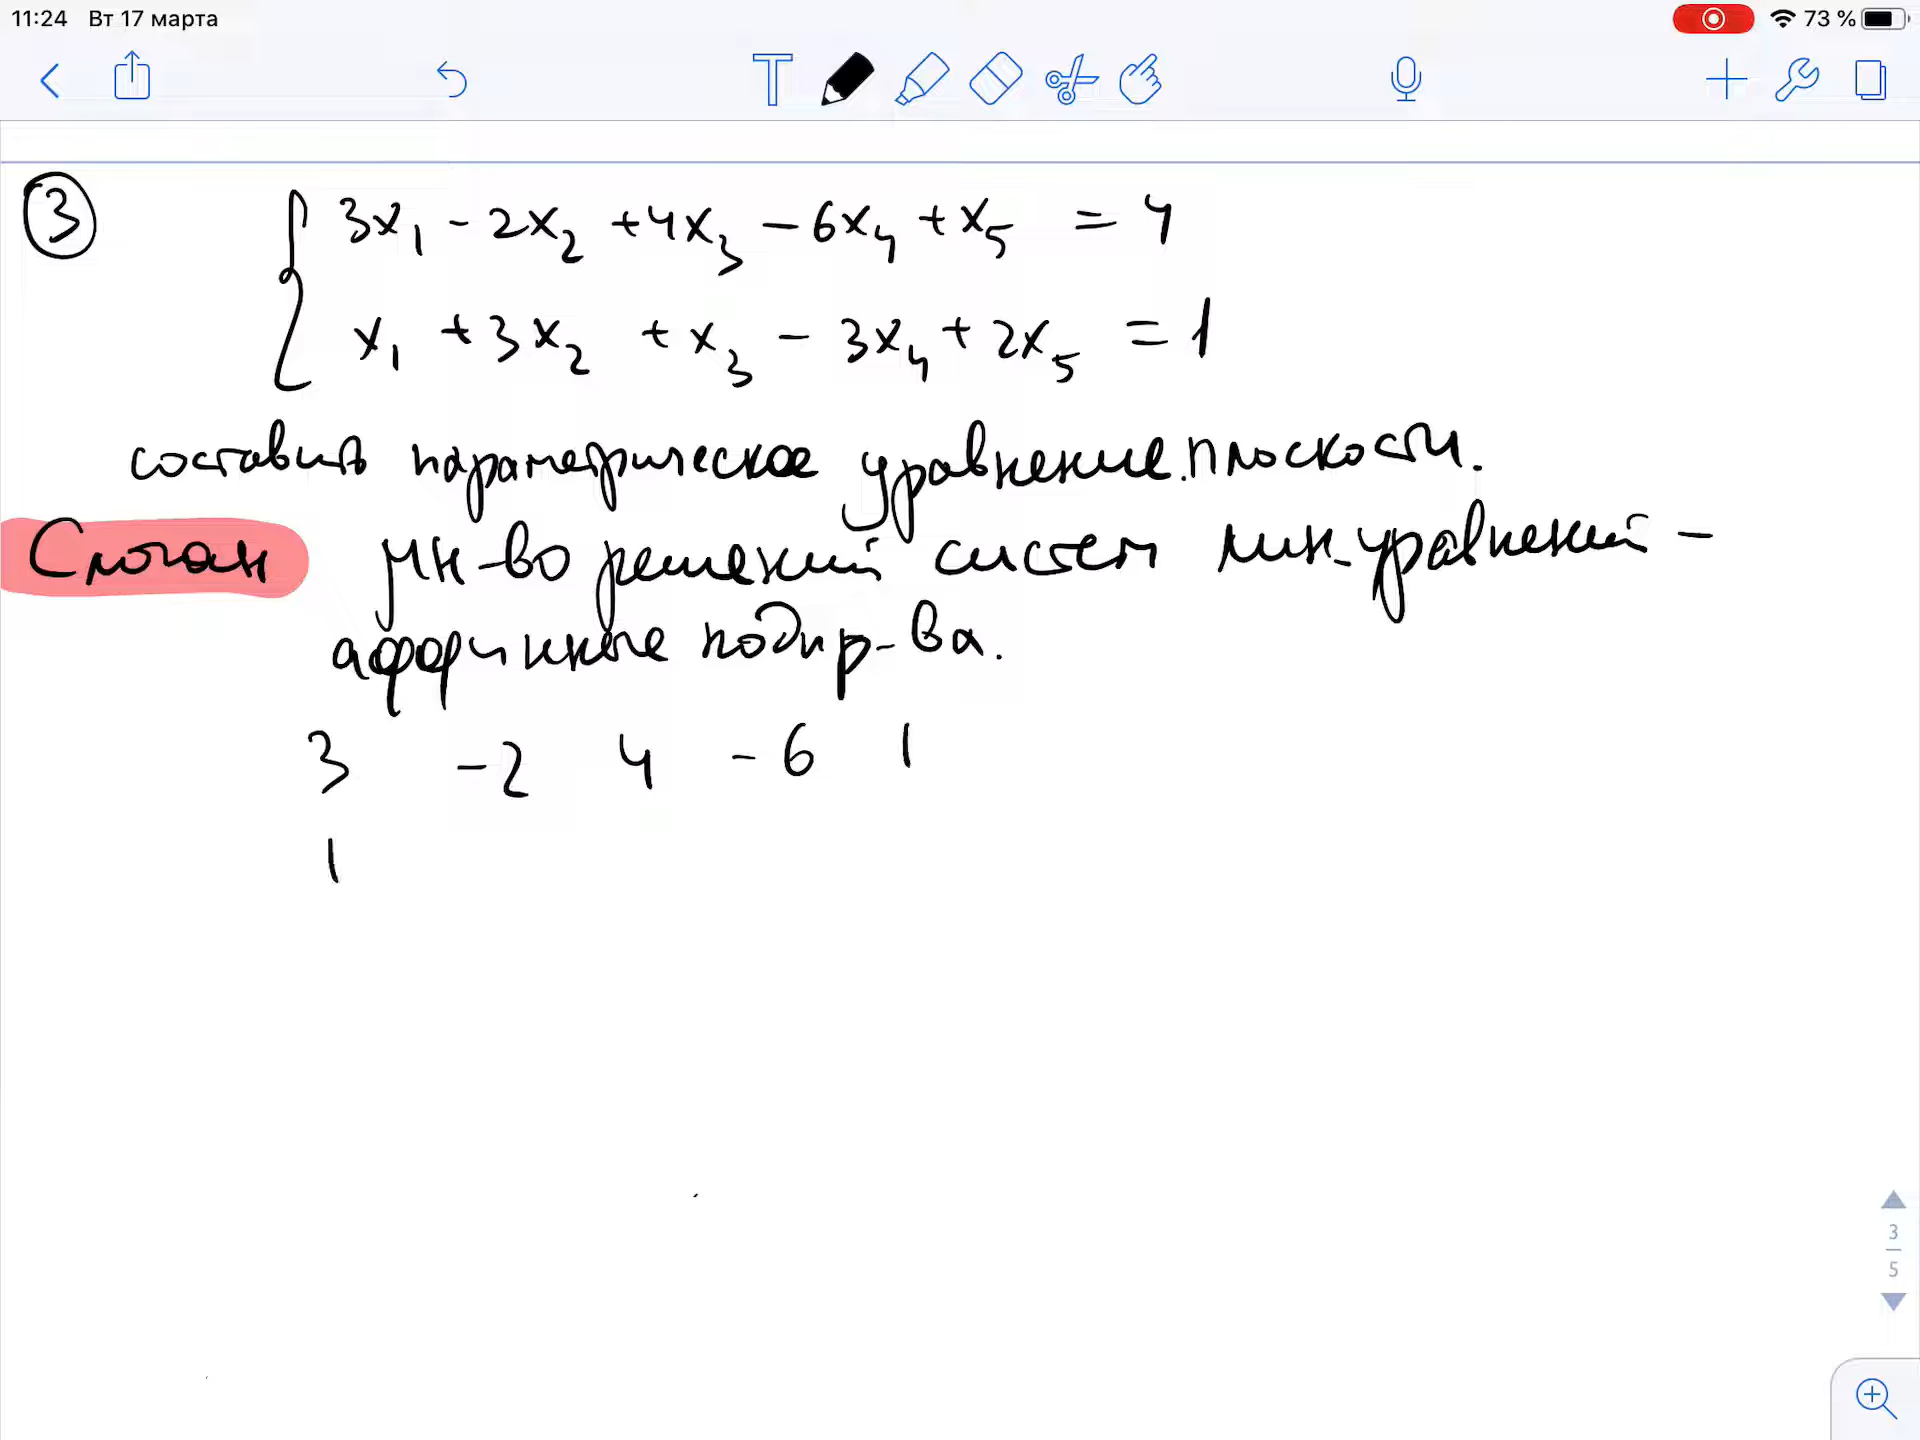 11:24 Вт 17 марта 73 %
T
3 3x₁ - 2x₂ + 4x₃ - 6x₄ + x₅ = 4
x₁ + 3x₂ + x₃ - 3x₄ + 2x₅ = 1
составить параметрическое уравнение плоскости.
Слоган мн-во решений систем лин. уравнений -
аффинные подпр-ва.
3 -2 4 -6 1
1
3
5